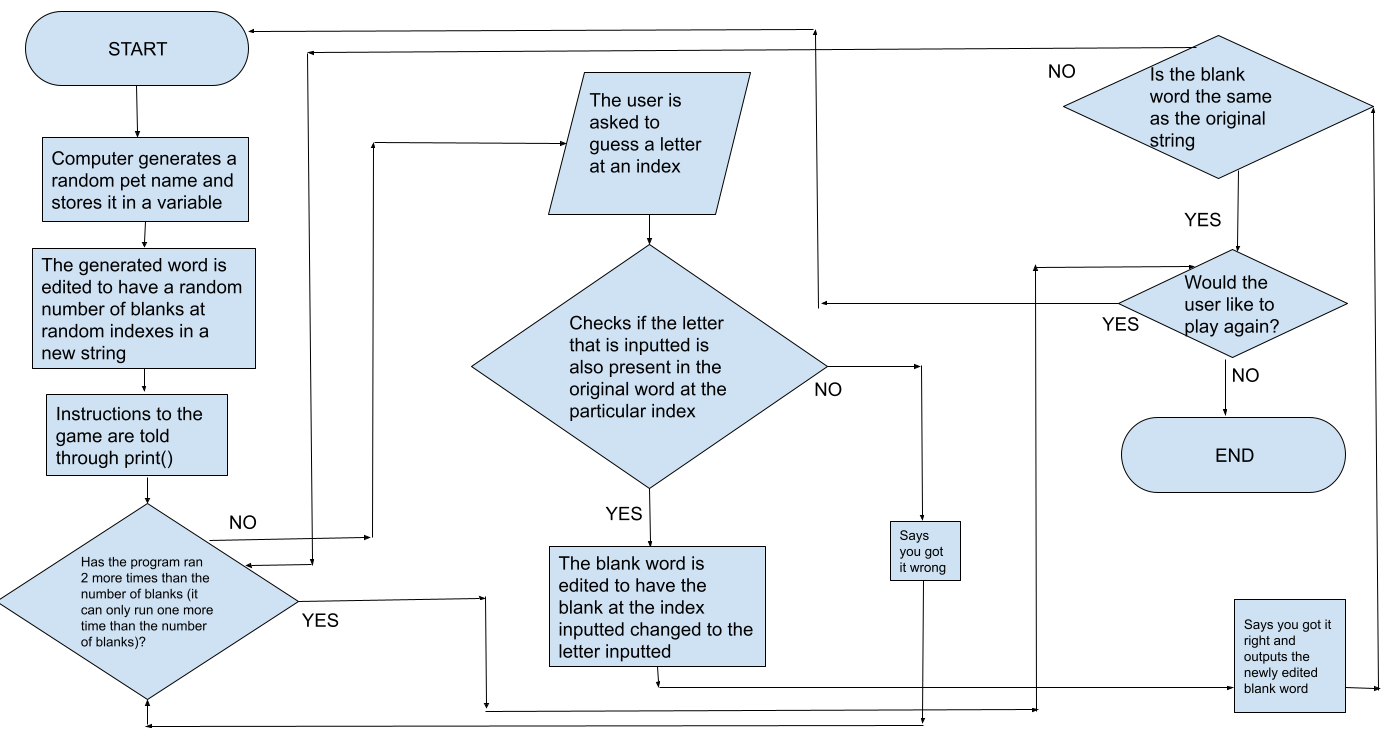 START
Computer generates a
random pet name and
stores it in a variable
The generated word is
edited to have a random
number of blanks at
random indexes in a
new string
Instructions to the
game are told
through print()
NO
Has the program ran
2 more times than the
number of blanks (it
can only run one more
time than the number
of blanks)?
YES
The user is
asked to
guess a letter
at an index
Checks if the letter
that is inputted is
also present in the
original word at the
particular index
NO
YES
The blank word is
edited to have the
blank at the index
inputted changed to the
letter inputted
Says
you got
it wrong
Says you got it
right and
outputs the
newly edited
blank word
NO
Is the blank
word the same
as the original
string
YES
Would the
user like to
play again?
YES
NO
END